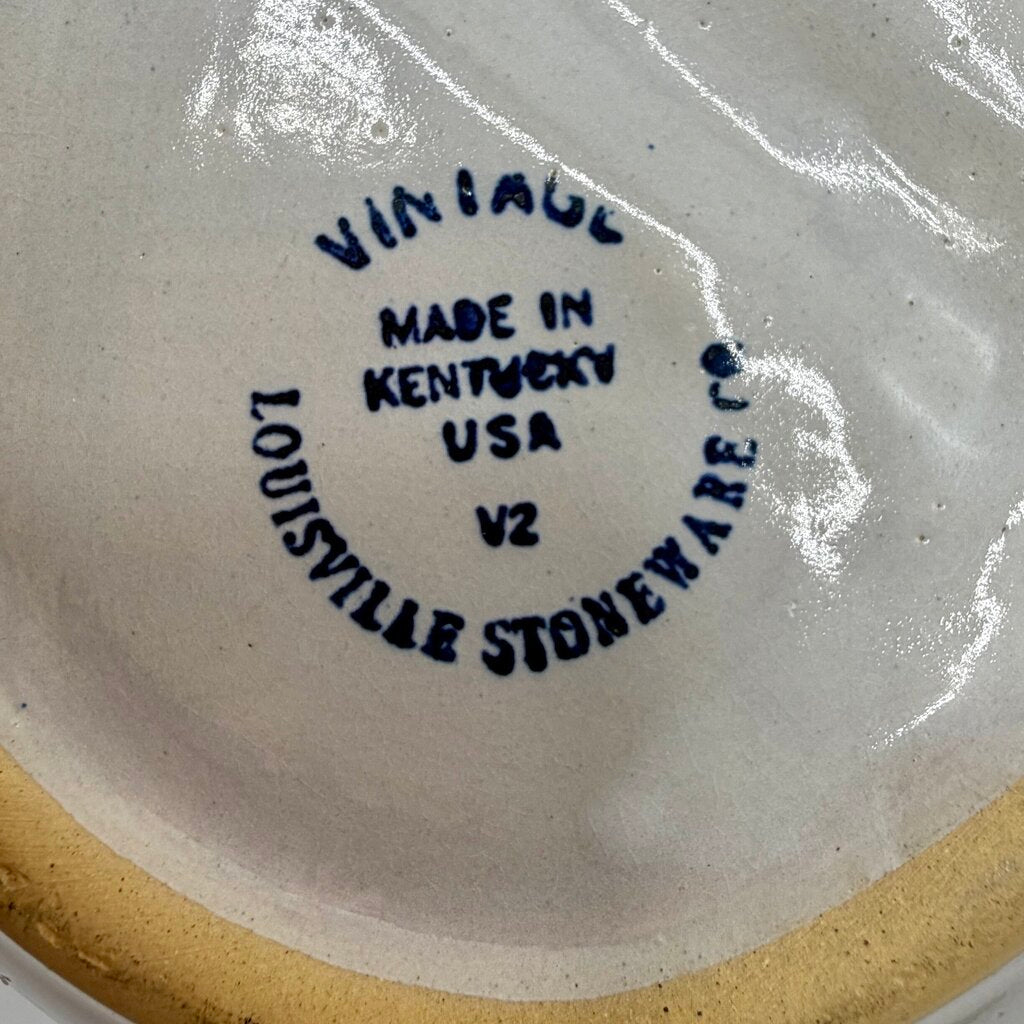 VINTAGE
MADE IN
KENTUCKY
USA
V2
LOUISVILLE STONEWARE CO